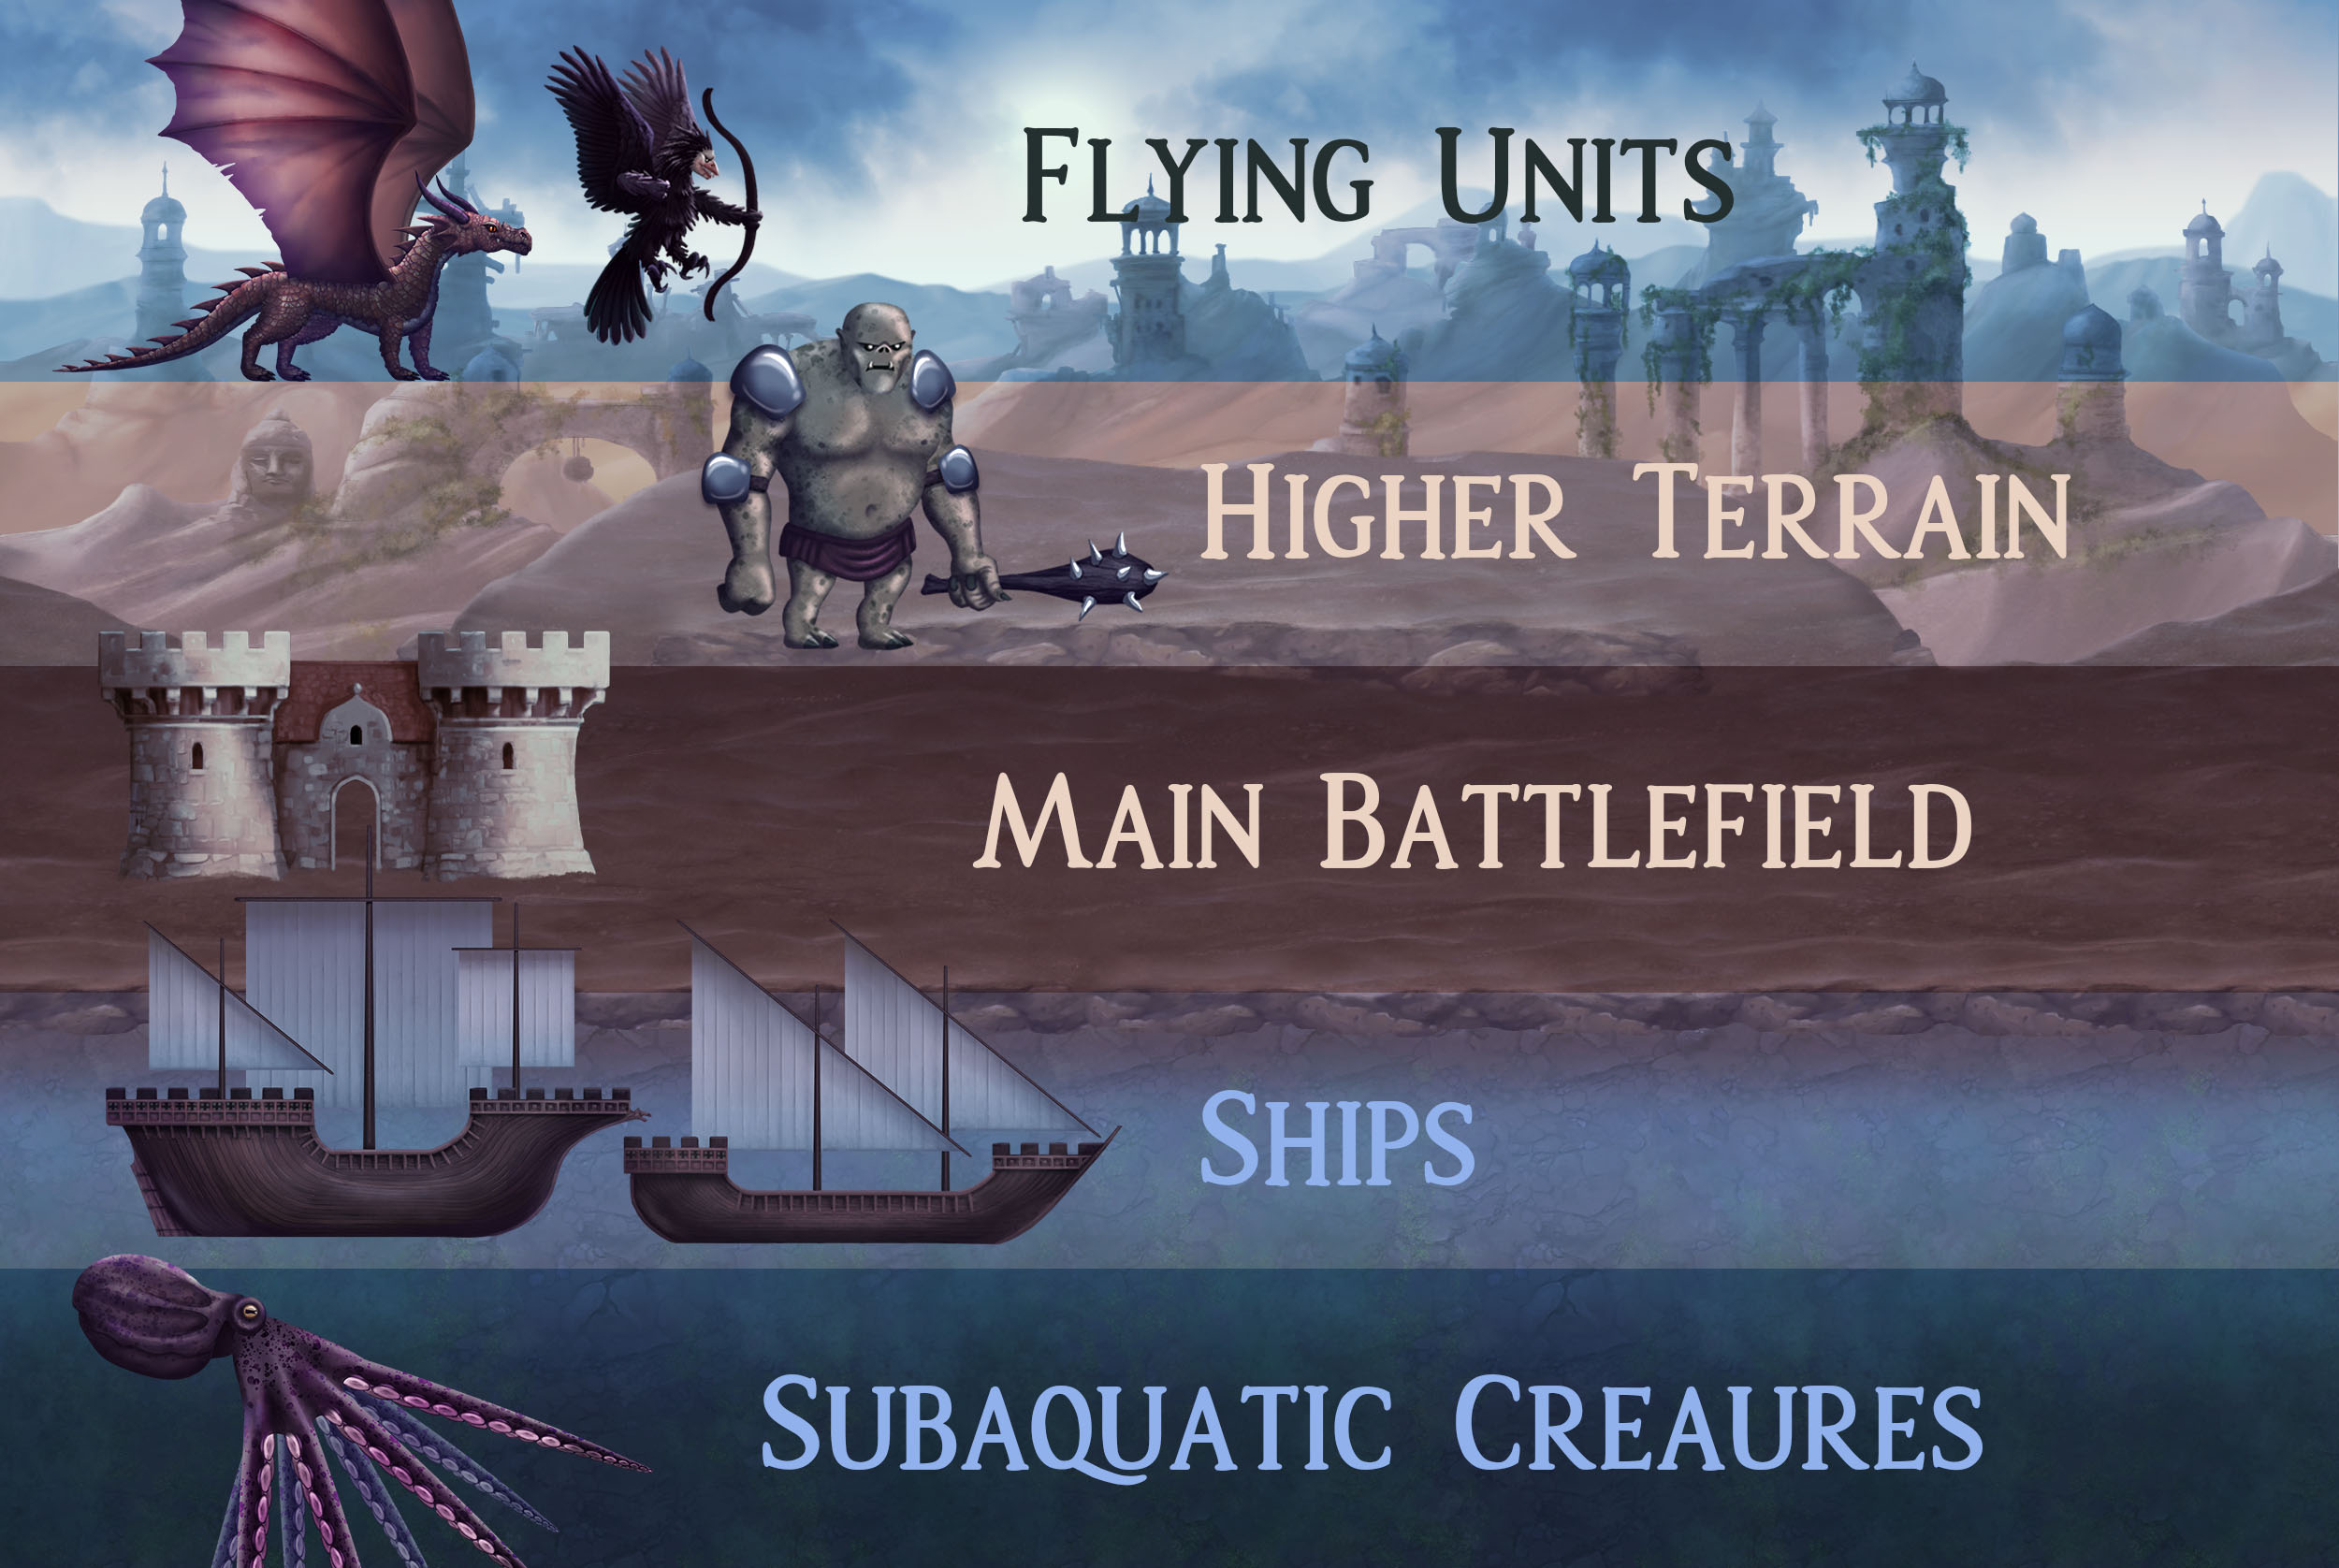 Flying Units
Higher Terrain
Main Battlefield
Ships
Subaquatic Creaures